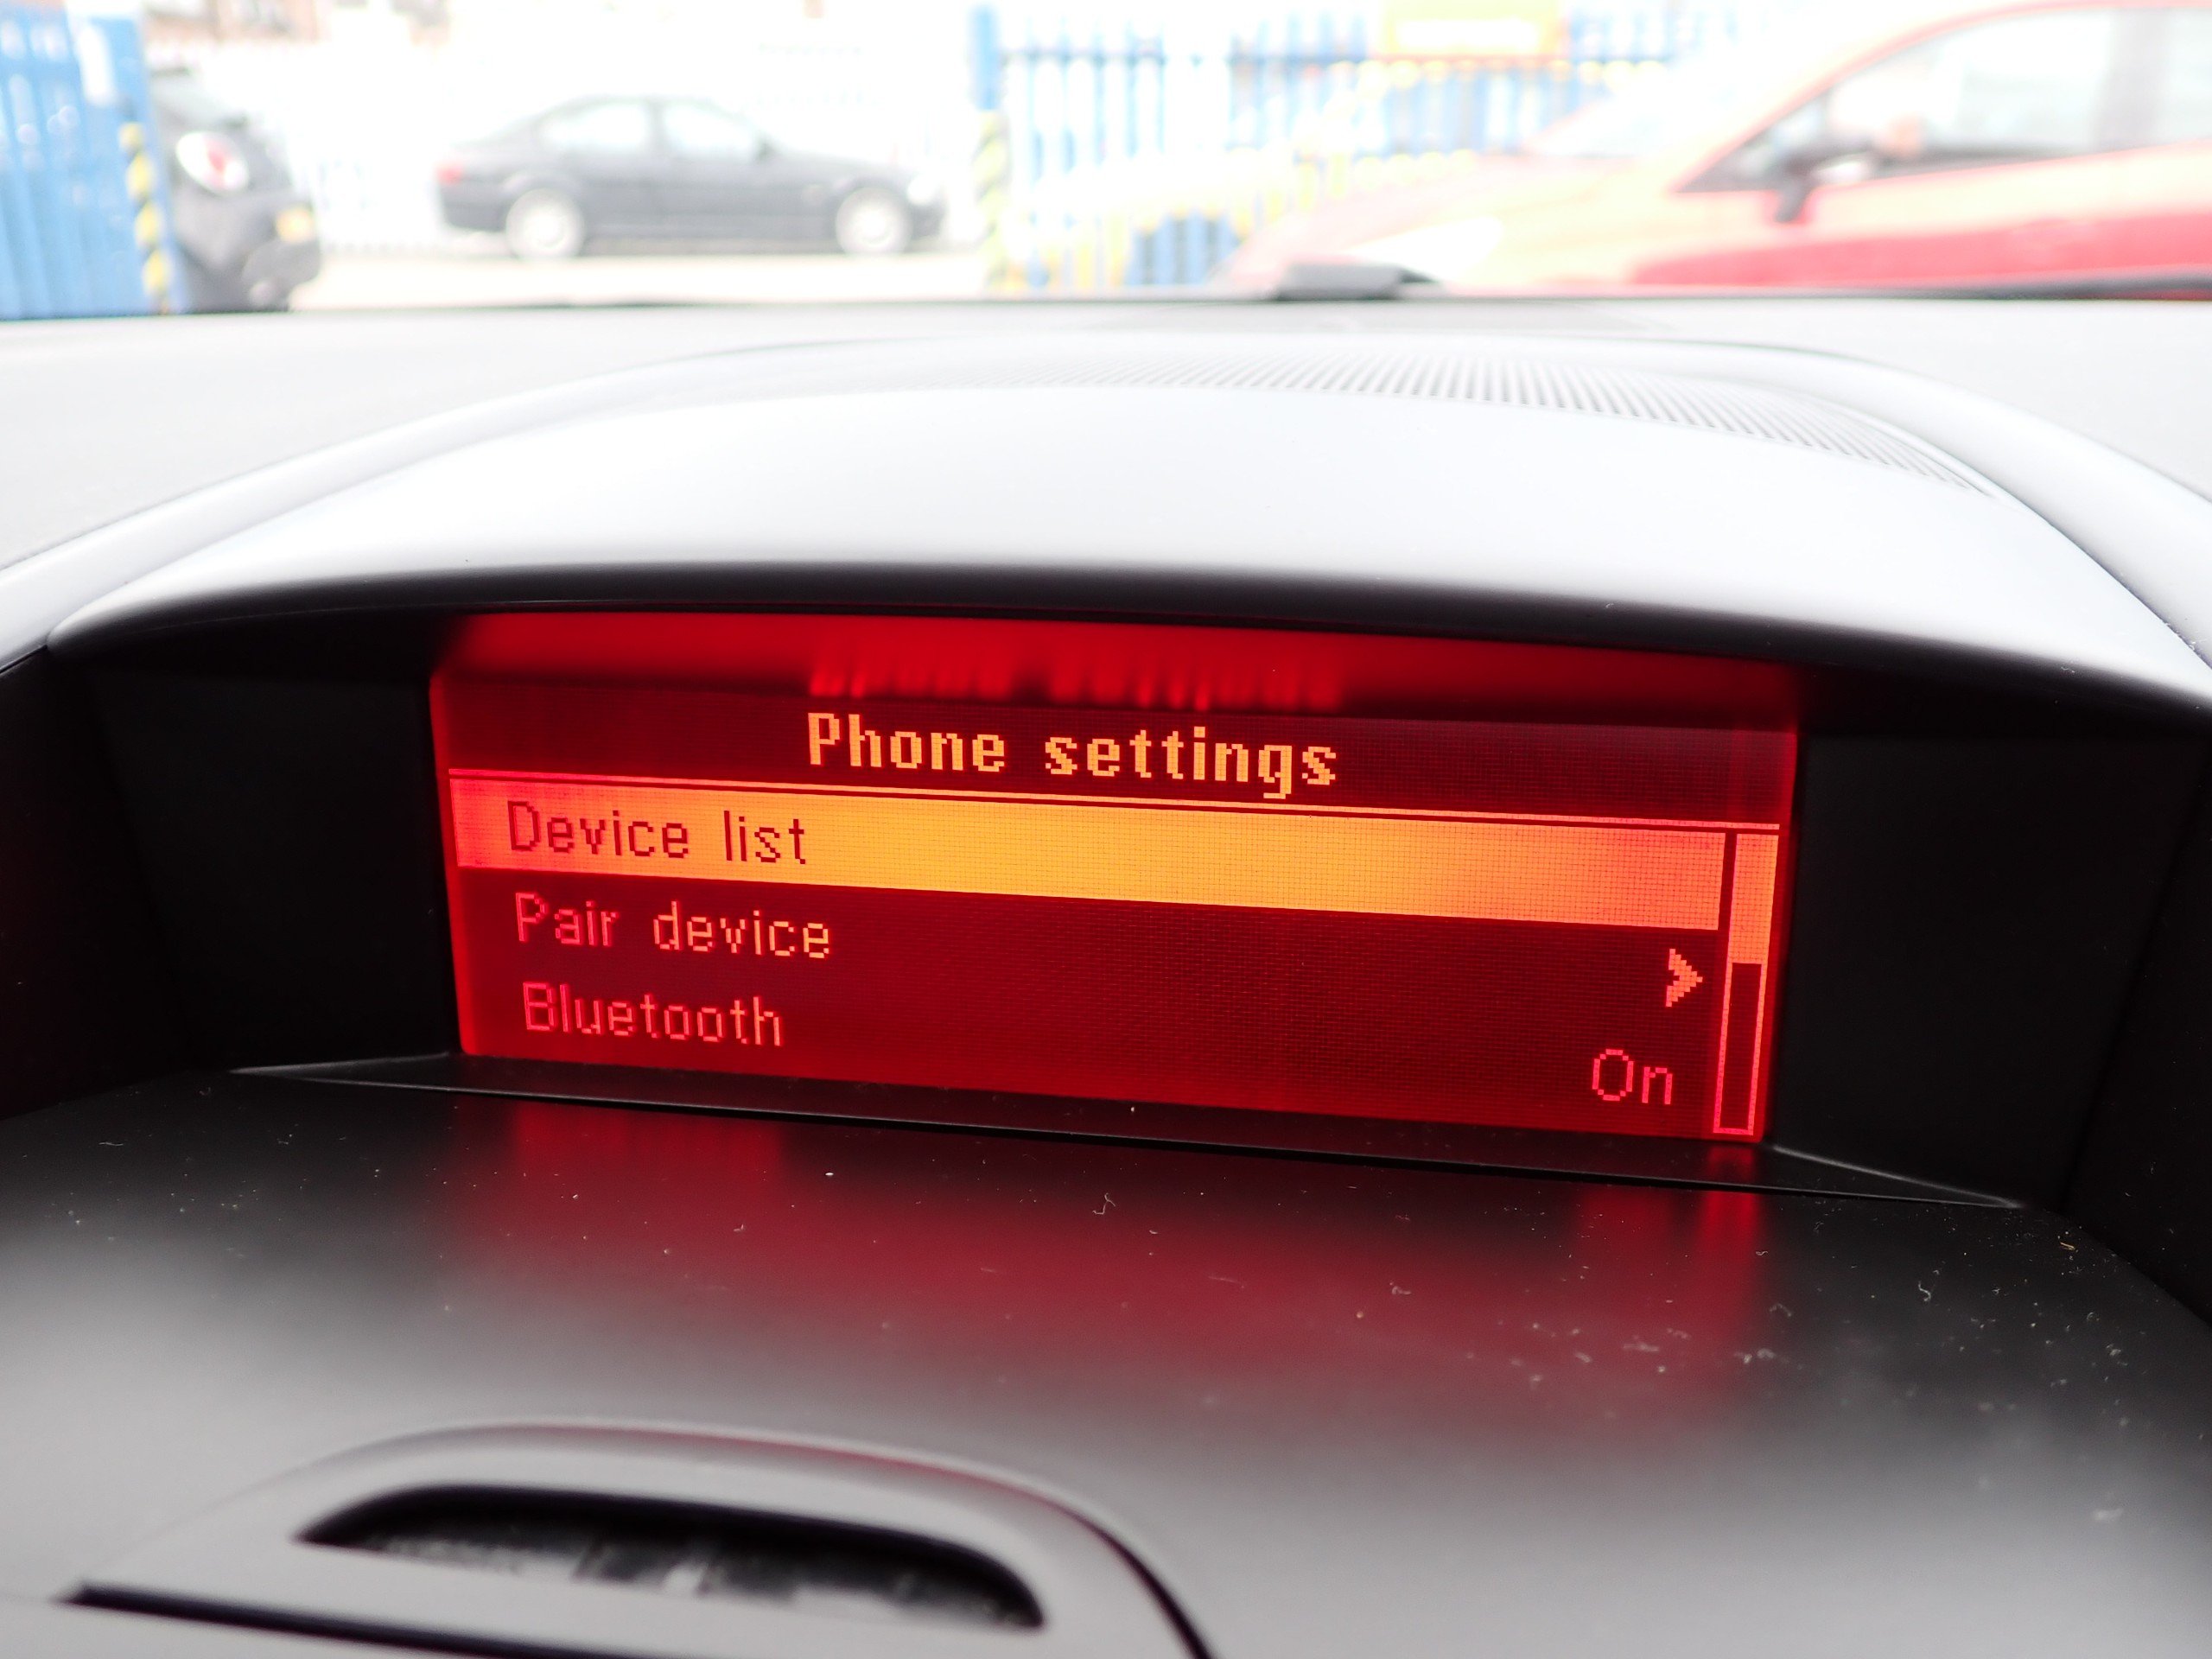 Phone settings
Device list
Pair device
Bluetooth On